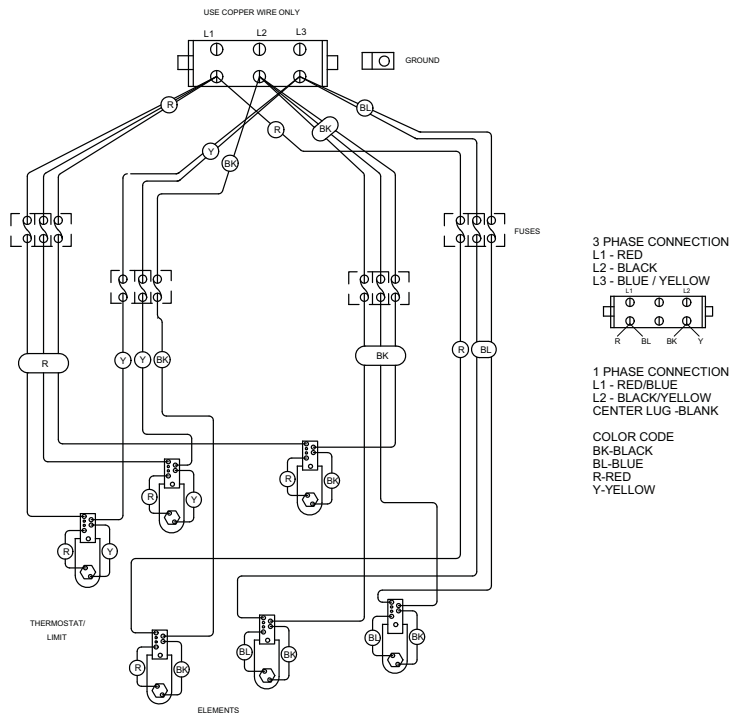 USE COPPER WIRE ONLY
L1 L2 L3
GROUND
R
BL
R
BK
Y
BK
FUSES
3 PHASE CONNECTION
L1 - RED
L2 - BLACK
L3 - BLUE / YELLOW
L1 L2
R BL BK Y
R
Y
Y
BK
BK
R
BL
1 PHASE CONNECTION
L1 - RED/BLUE
L2 - BLACK/YELLOW
CENTER LUG -BLANK
COLOR CODE
BK-BLACK
BL-BLUE
R-RED
Y-YELLOW
R BK
R Y
R Y
THERMOSTAT/
LIMIT
BL BK
BL BK
R BK
ELEMENTS